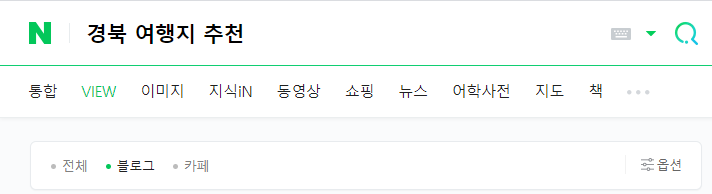 N 경북 여행지 추천
통합 VIEW 이미지 지식iN 동영상 쇼핑 뉴스 어학사전 지도 책
전체 블로그 카페 옵션